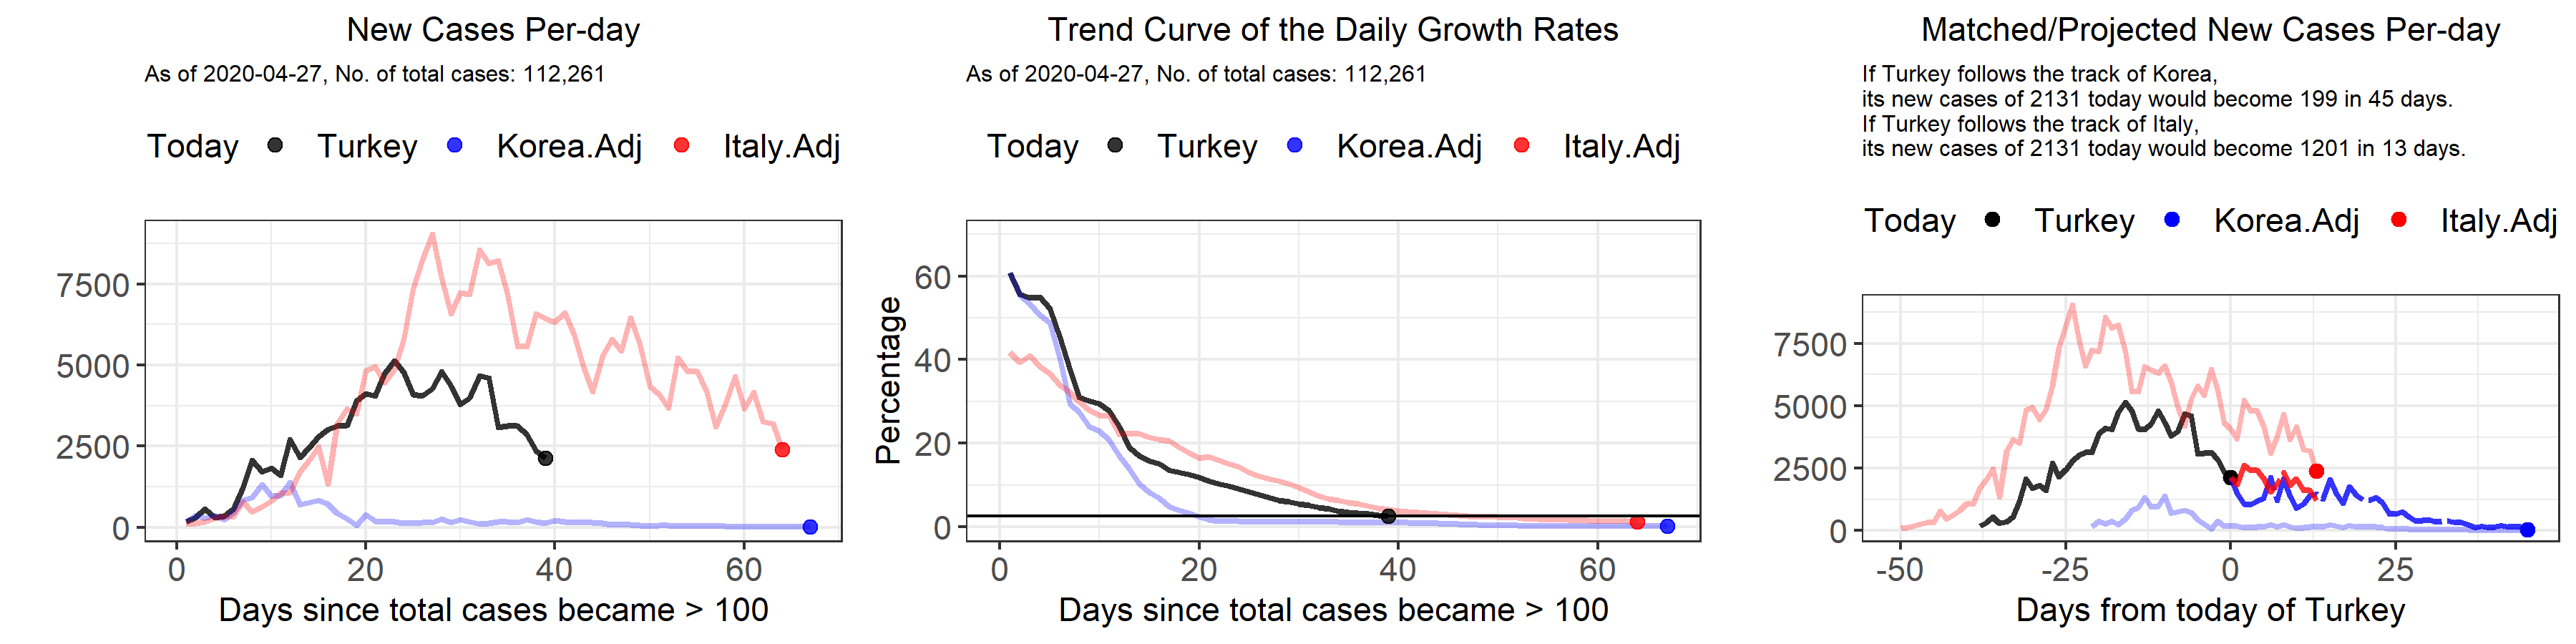 New Cases Per-day
As of 2020-04-27, No. of total cases: 112,261
Today Turkey Korea.Adj Italy.Adj
7500
5000
2500
0
0 20 40 60
Days since total cases became > 100
Trend Curve of the Daily Growth Rates
As of 2020-04-27, No. of total cases: 112,261
Today Turkey Korea.Adj Italy.Adj
Percentage
60
40
20
0
0 20 40 60
Days since total cases became > 100
Matched/Projected New Cases Per-day
If Turkey follows the track of Korea,
its new cases of 2131 today would become 199 in 45 days.
If Turkey follows the track of Italy,
its new cases of 2131 today would become 1201 in 13 days.
Today Turkey Korea.Adj Italy.Adj
7500
5000
2500
0
-50 -25 0 25
Days from today of Turkey